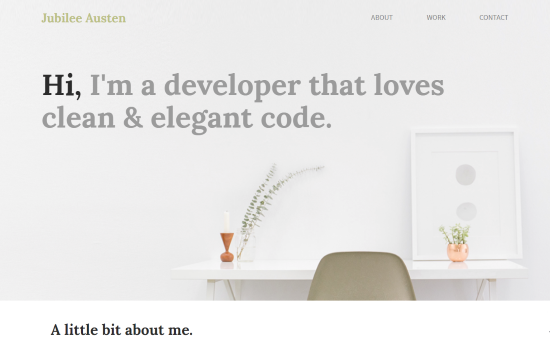 Jubilee Austen
ABOUT WORK CONTACT
Hi, I'm a developer that loves
clean & elegant code.
A little bit about me.